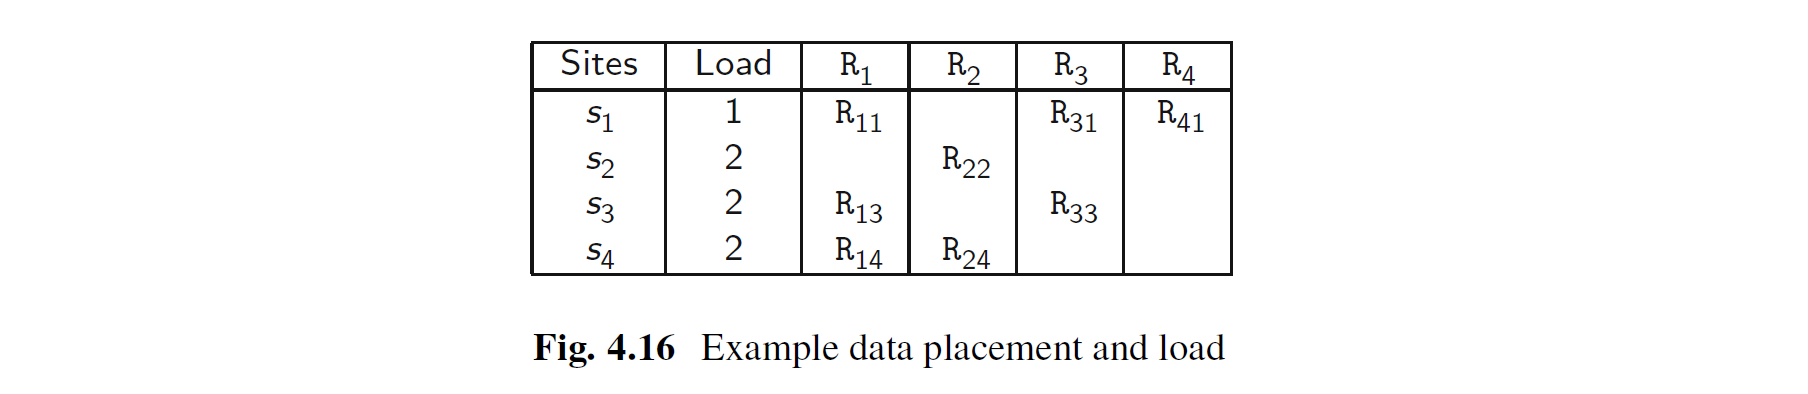 Sites Load R1 R2 R3 R4
s1 1 R11 R31 R41
s2 2 R22
s3 2 R13 R33
s4 2 R14 R24
Fig. 4.16 Example data placement and load